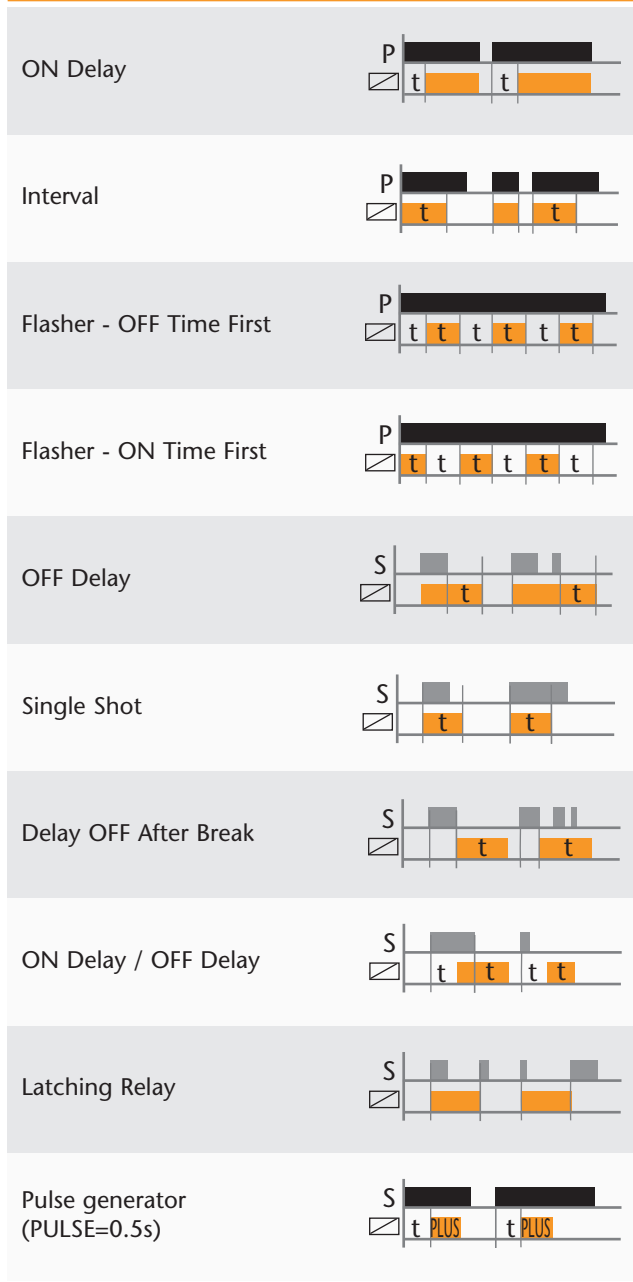 ON Delay
P
t t
Interval
P
t t
Flasher - OFF Time First
P
t t t t t t
Flasher - ON Time First
P
t t t t t t
OFF Delay
S
t t
Single Shot
S
t t
Delay OFF After Break
S
t t
ON Delay / OFF Delay
S
t t t t
Latching Relay
S
Pulse generator
(PULSE=0.5s)
S
t PLUS t PLUS